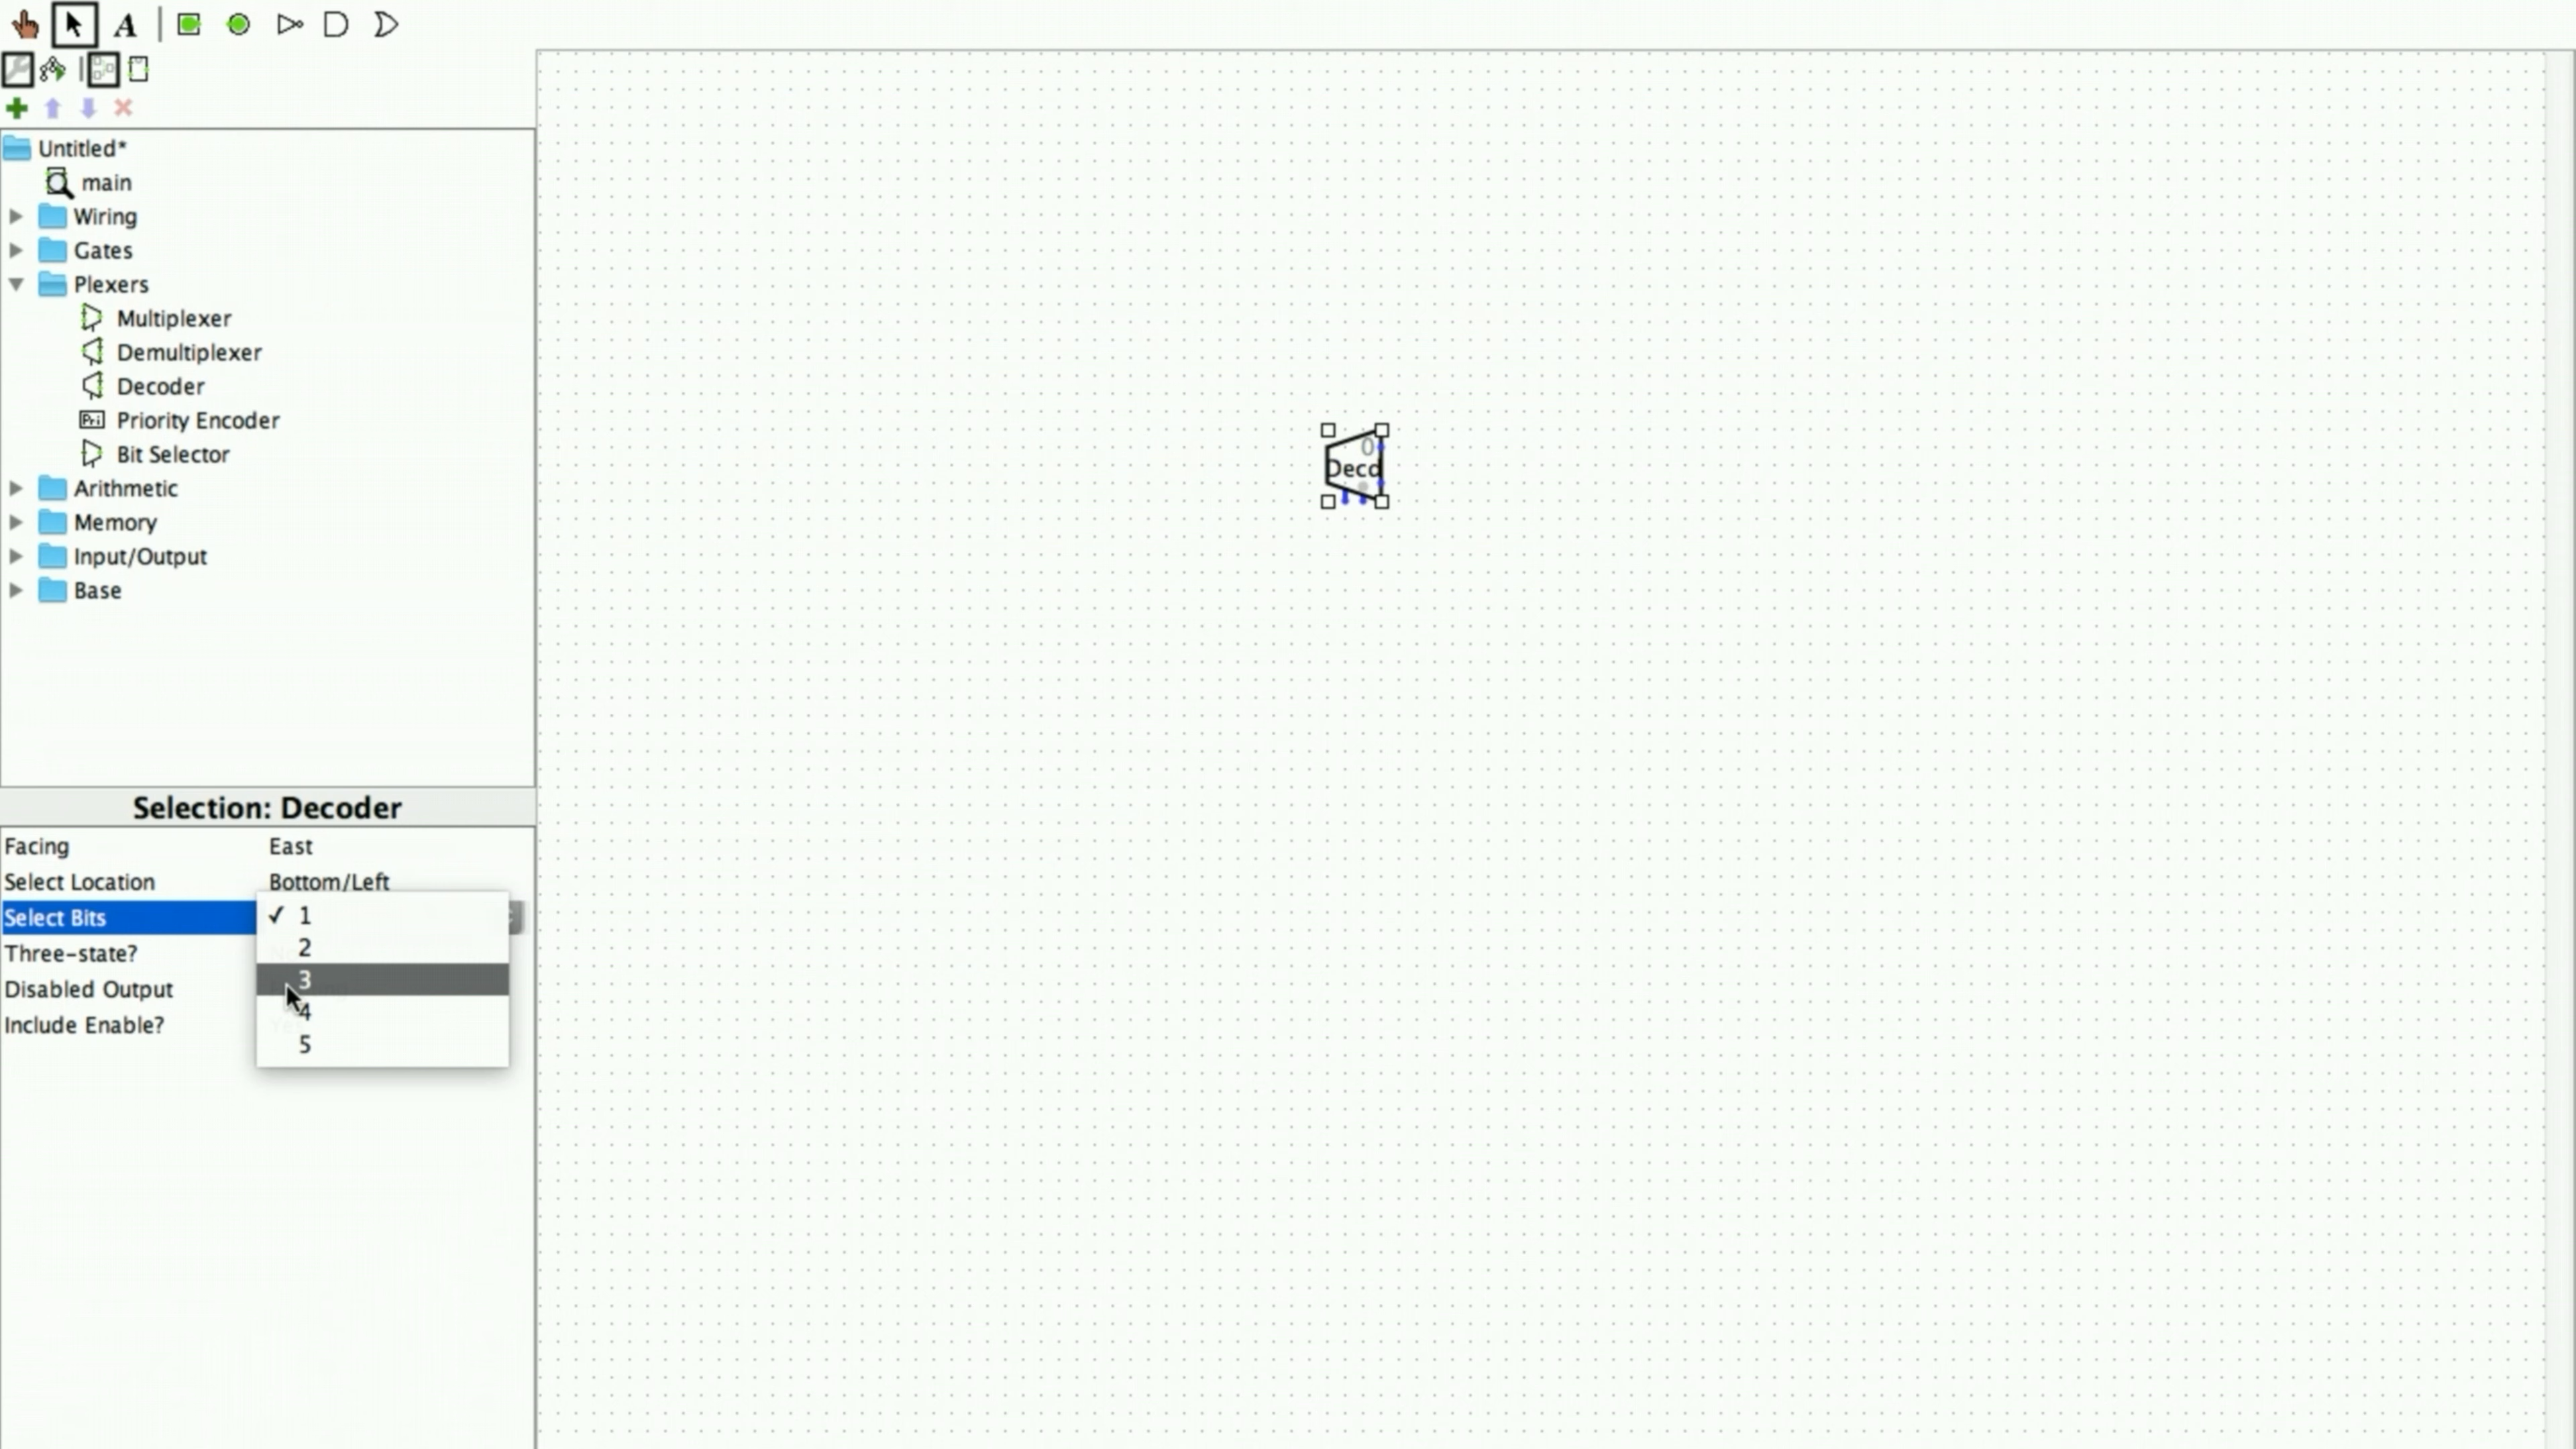 A
Untitled*
main
Wiring
Gates
Plexers
Multiplexer
Demultiplexer
Decoder
Pri Priority Encoder
Bit Selector
Arithmetic
Memory
Input/Output
Base
0
Decd
Selection: Decoder
Facing East
Select Location Bottom/Left
Select Bits ✓ 1
2
Three-state?
3
Disabled Output
4
Include Enable?
5